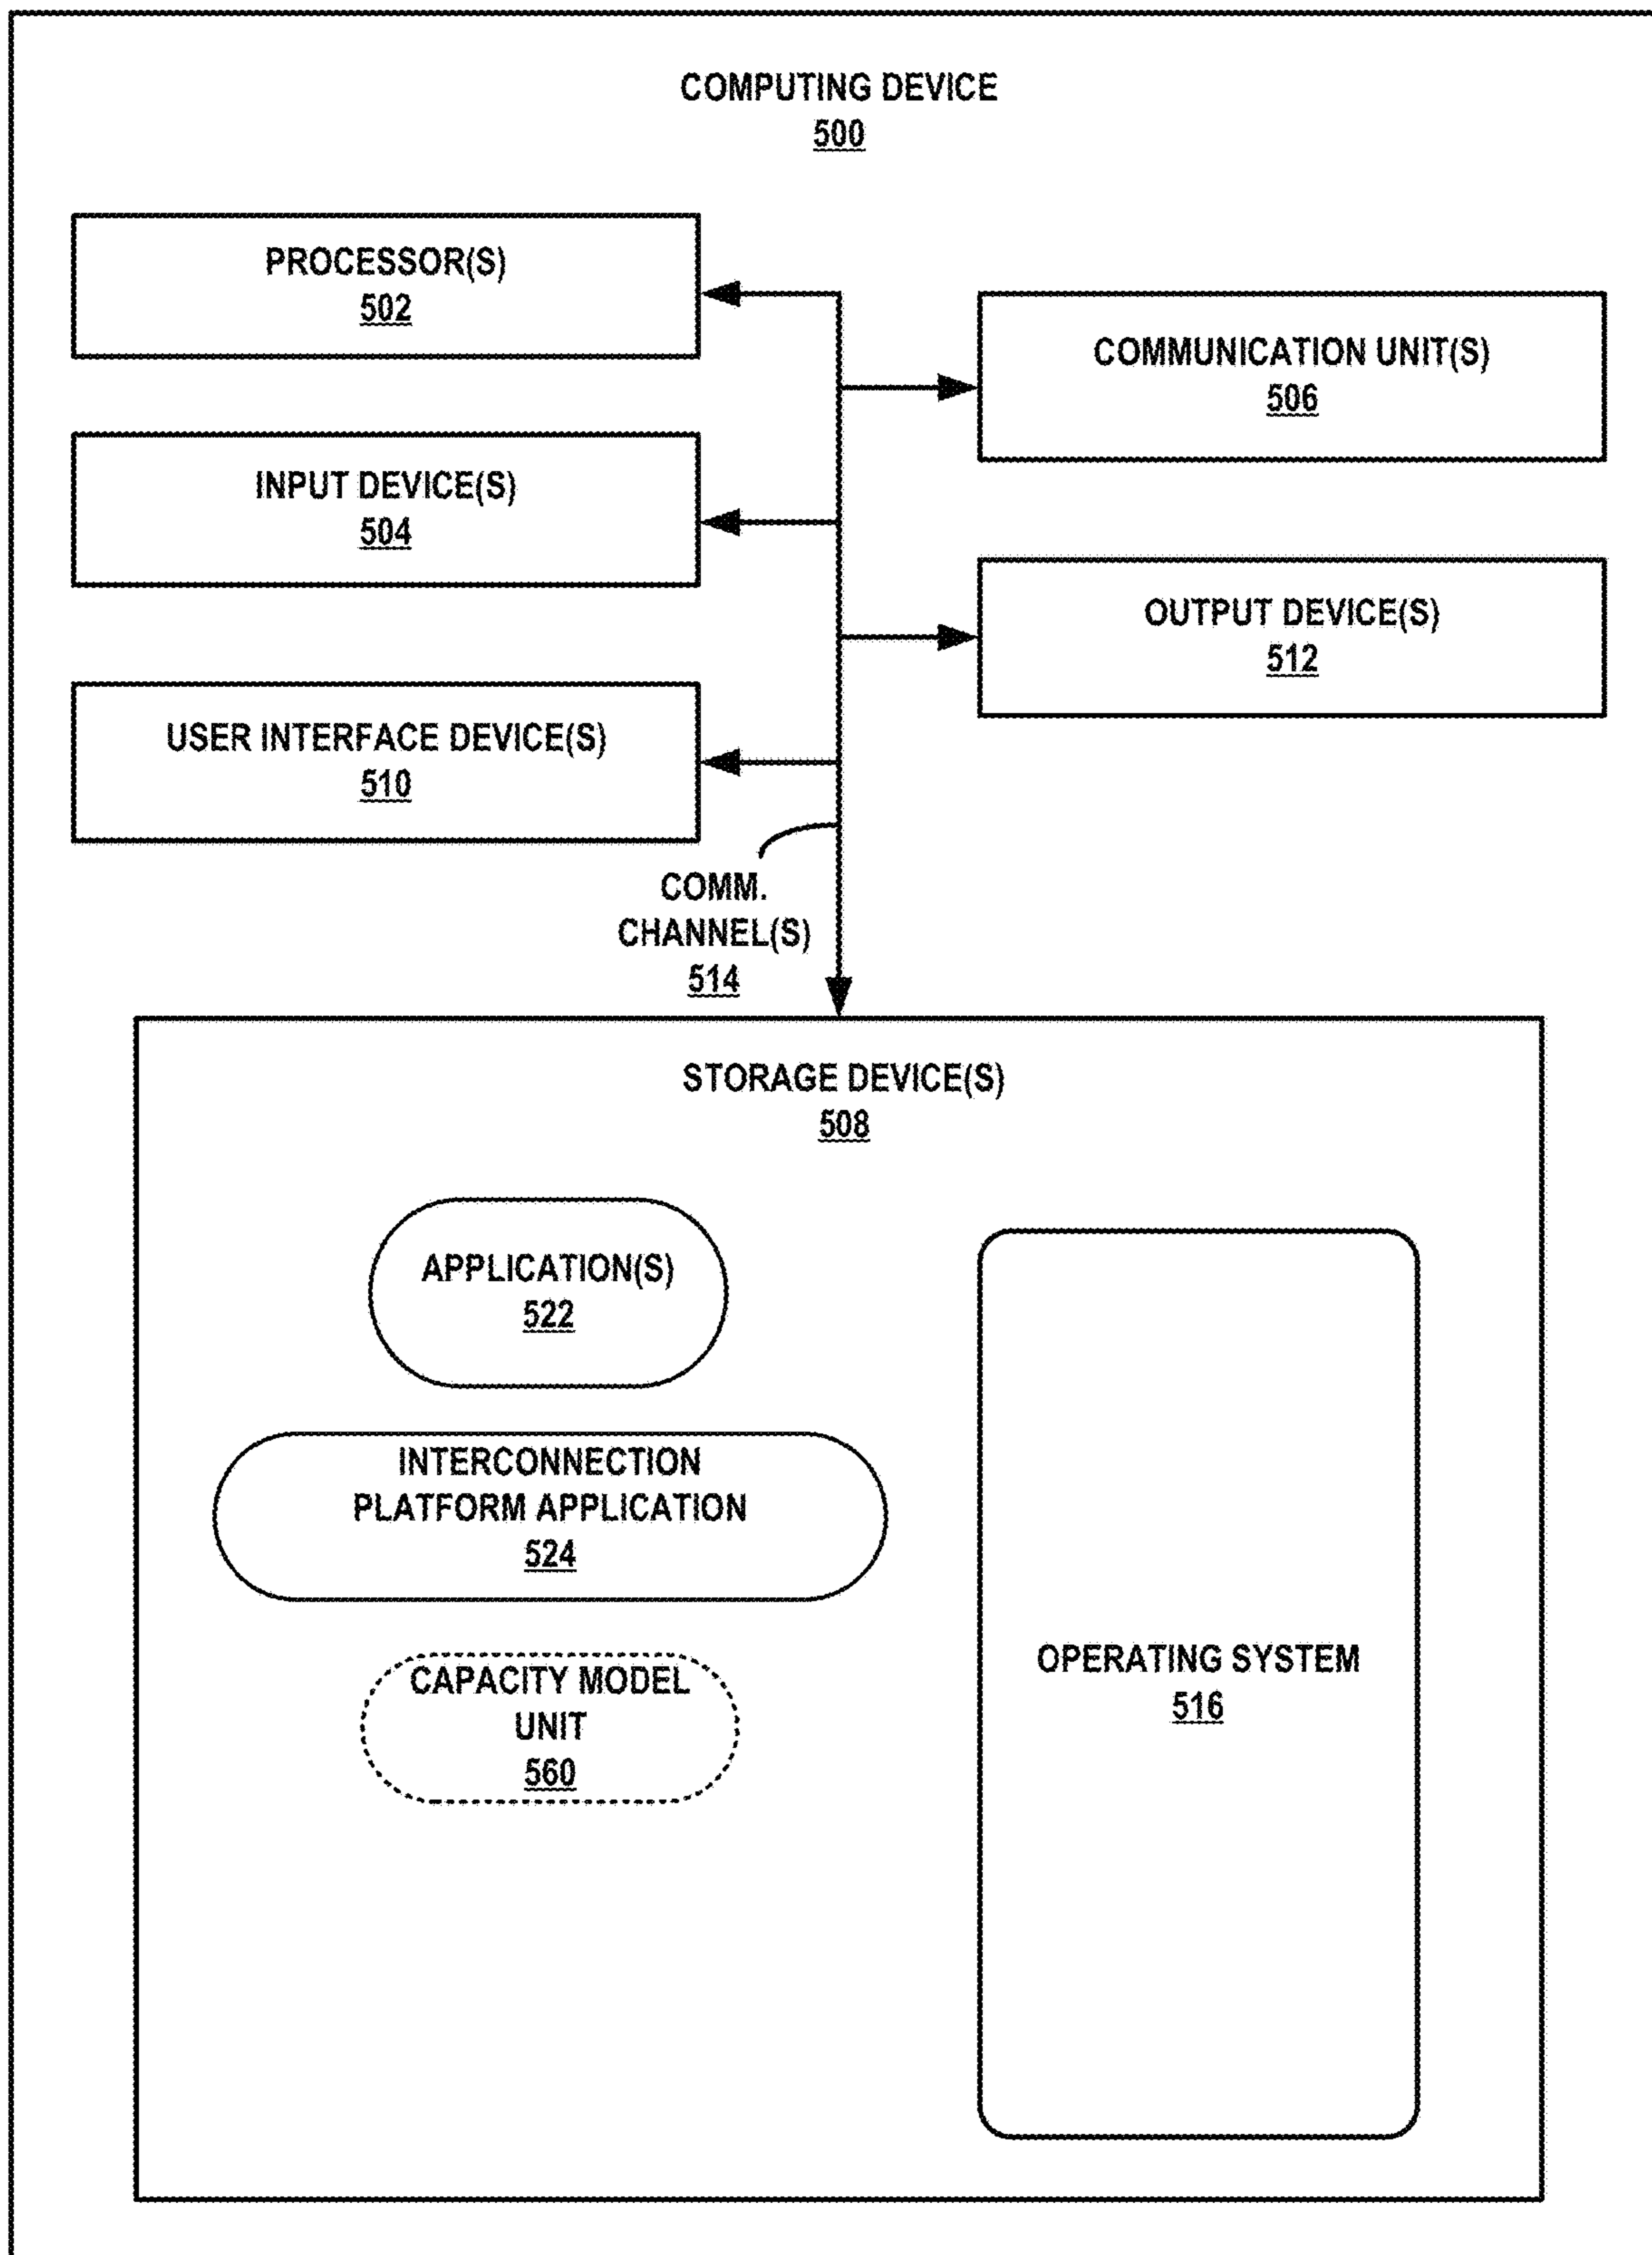 COMPUTING DEVICE
500
PROCESSOR(S)
502
COMMUNICATION UNIT(S)
506
INPUT DEVICE(S)
504
OUTPUT DEVICE(S)
512
USER INTERFACE DEVICE(S)
510
COMM.
CHANNEL(S)
514
STORAGE DEVICE(S)
508
APPLICATION(S)
522
INTERCONNECTION
PLATFORM APPLICATION
524
CAPACITY MODEL
UNIT
560
OPERATING SYSTEM
516